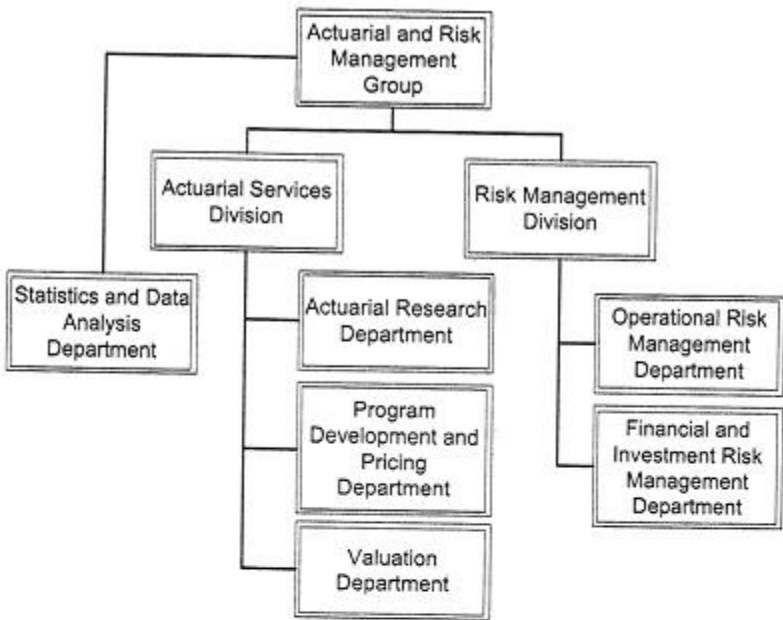 Actuarial and Risk
Management
Group
Actuarial Services
Division
Risk Management
Division
Statistics and Data
Analysis
Department
Actuarial Research
Department
Operational Risk
Management
Department
Program
Development and
Pricing
Department
Financial and
Investment Risk
Management
Department
Valuation
Department